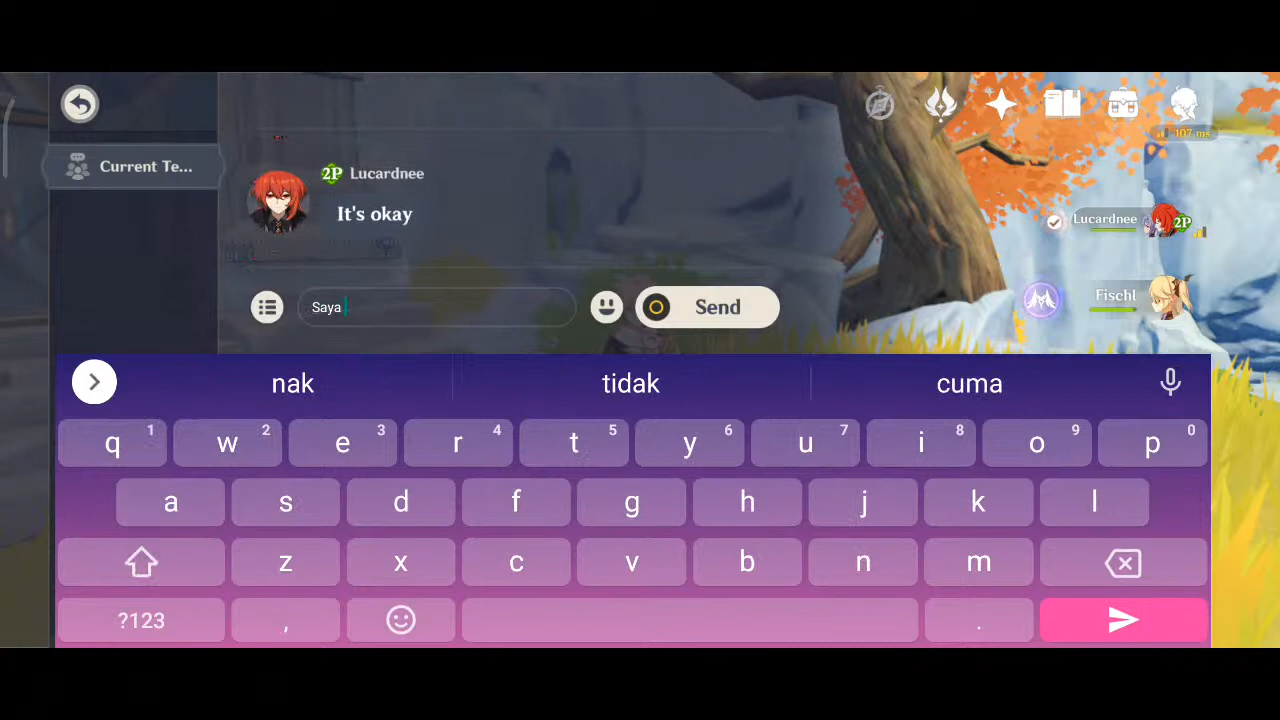 107 ms
Current Te...
2P Lucardnee
It's okay
Lucardnee 2P
Saya
Send
Fischl
nak tidak cuma
q 1 w 2 e 3 r 4 t 5 y 6 u 7 i 8 o 9 p 0
a s d f g h j k l
z x c v b n m
?123 , .